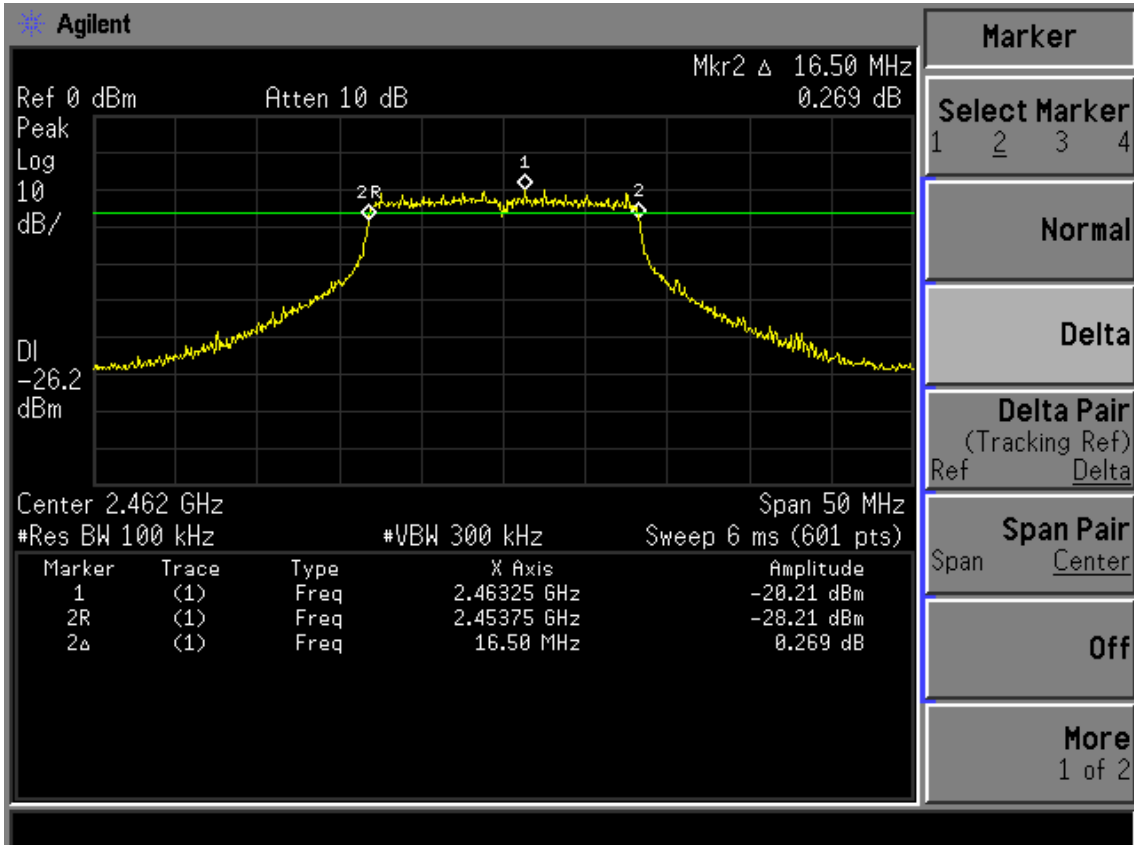 Agilent
Mkr2 Δ 16.50 MHz
Ref 0 dBm Atten 10 dB 0.269 dB
Peak
Log
10
dB/
DI
-26.2
dBm
1
2R
2
Center 2.462 GHz Span 50 MHz
#Res BW 100 kHz #VBW 300 kHz Sweep 6 ms (601 pts)
Marker Trace Type X Axis Amplitude
1 (1) Freq 2.46325 GHz -20.21 dBm
2R (1) Freq 2.45375 GHz -28.21 dBm
2Δ (1) Freq 16.50 MHz 0.269 dB
Marker
Select Marker
1 2 3 4
Normal
Delta
Delta Pair
(Tracking Ref)
Ref Delta
Span Pair
Span Center
Off
More
1 of 2